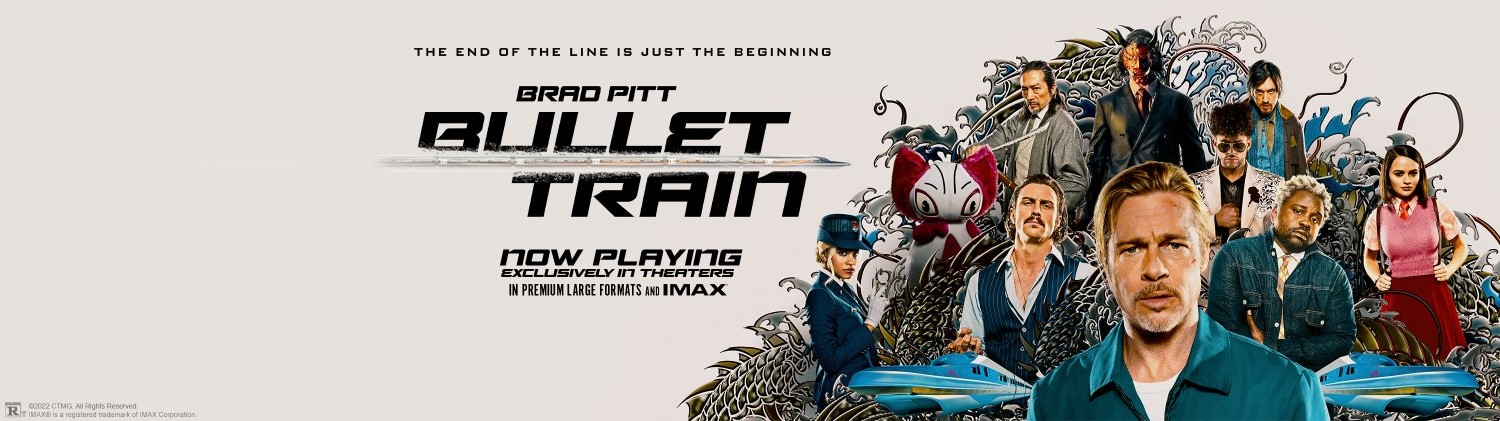 THE END OF THE LINE IS JUST THE BEGINNING
BRAD PITT
BULLET
TRAIN
NOW PLAYING
EXCLUSIVELY IN THEATERS
IN PREMIUM LARGE FORMATS AND IMAX
R ©2022 CTMG. All Rights Reserved.
IMAX® is a registered trademark of IMAX Corporation.